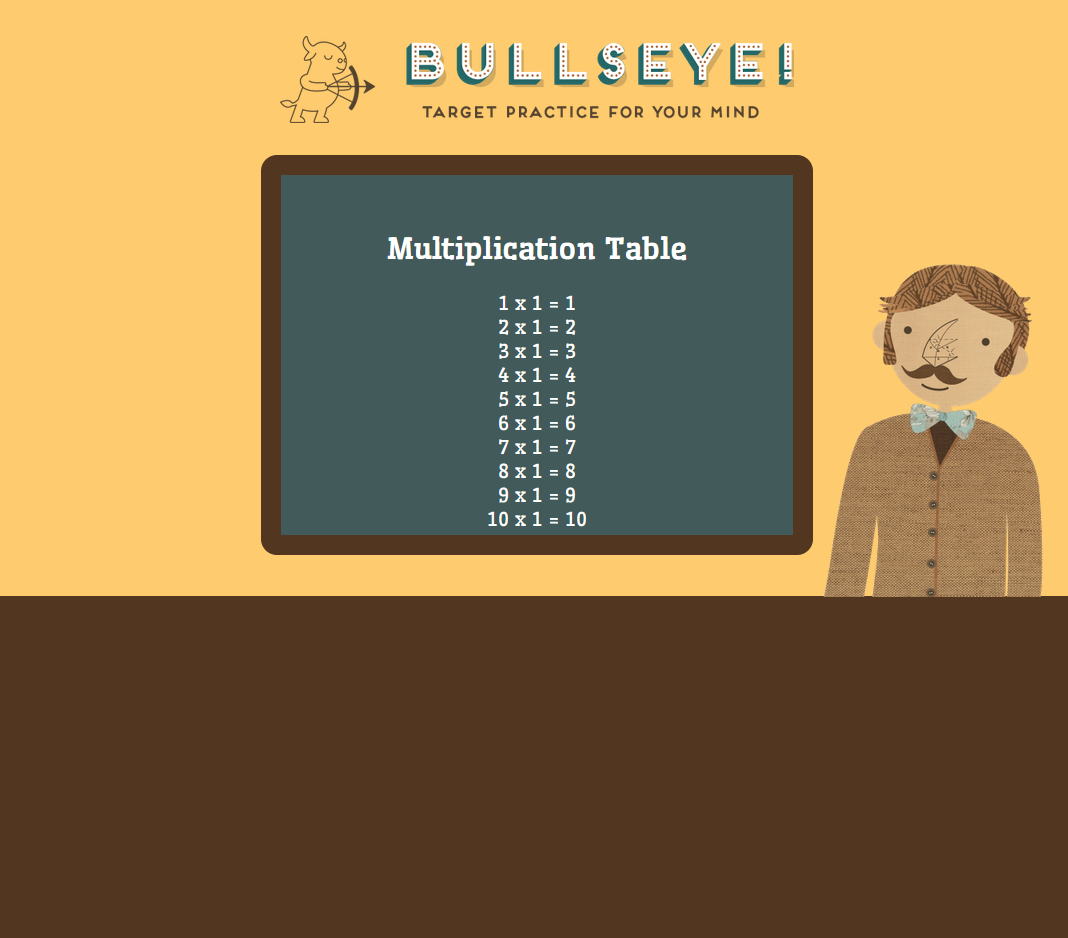 BULLSEYE!
TARGET PRACTICE FOR YOUR MIND
Multiplication Table
1 x 1 = 1
2 x 1 = 2
3 x 1 = 3
4 x 1 = 4
5 x 1 = 5
6 x 1 = 6
7 x 1 = 7
8 x 1 = 8
9 x 1 = 9
10 x 1 = 10